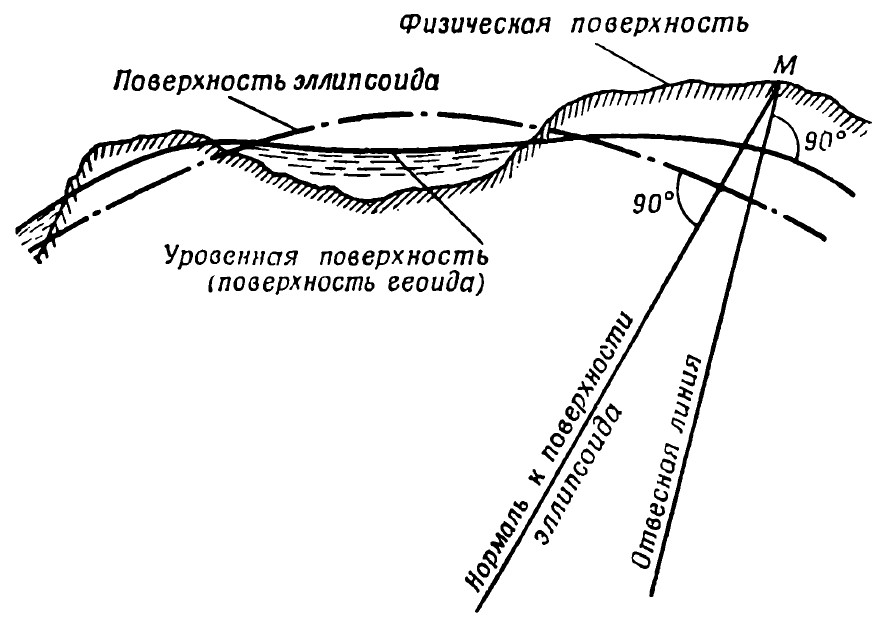 Физическая поверхность
М
Поверхность эллипсоида
90°
90°
Уровенная поверхность
(поверхность геоида)
Нормаль к поверхности
эллипсоида
Отвесная линия